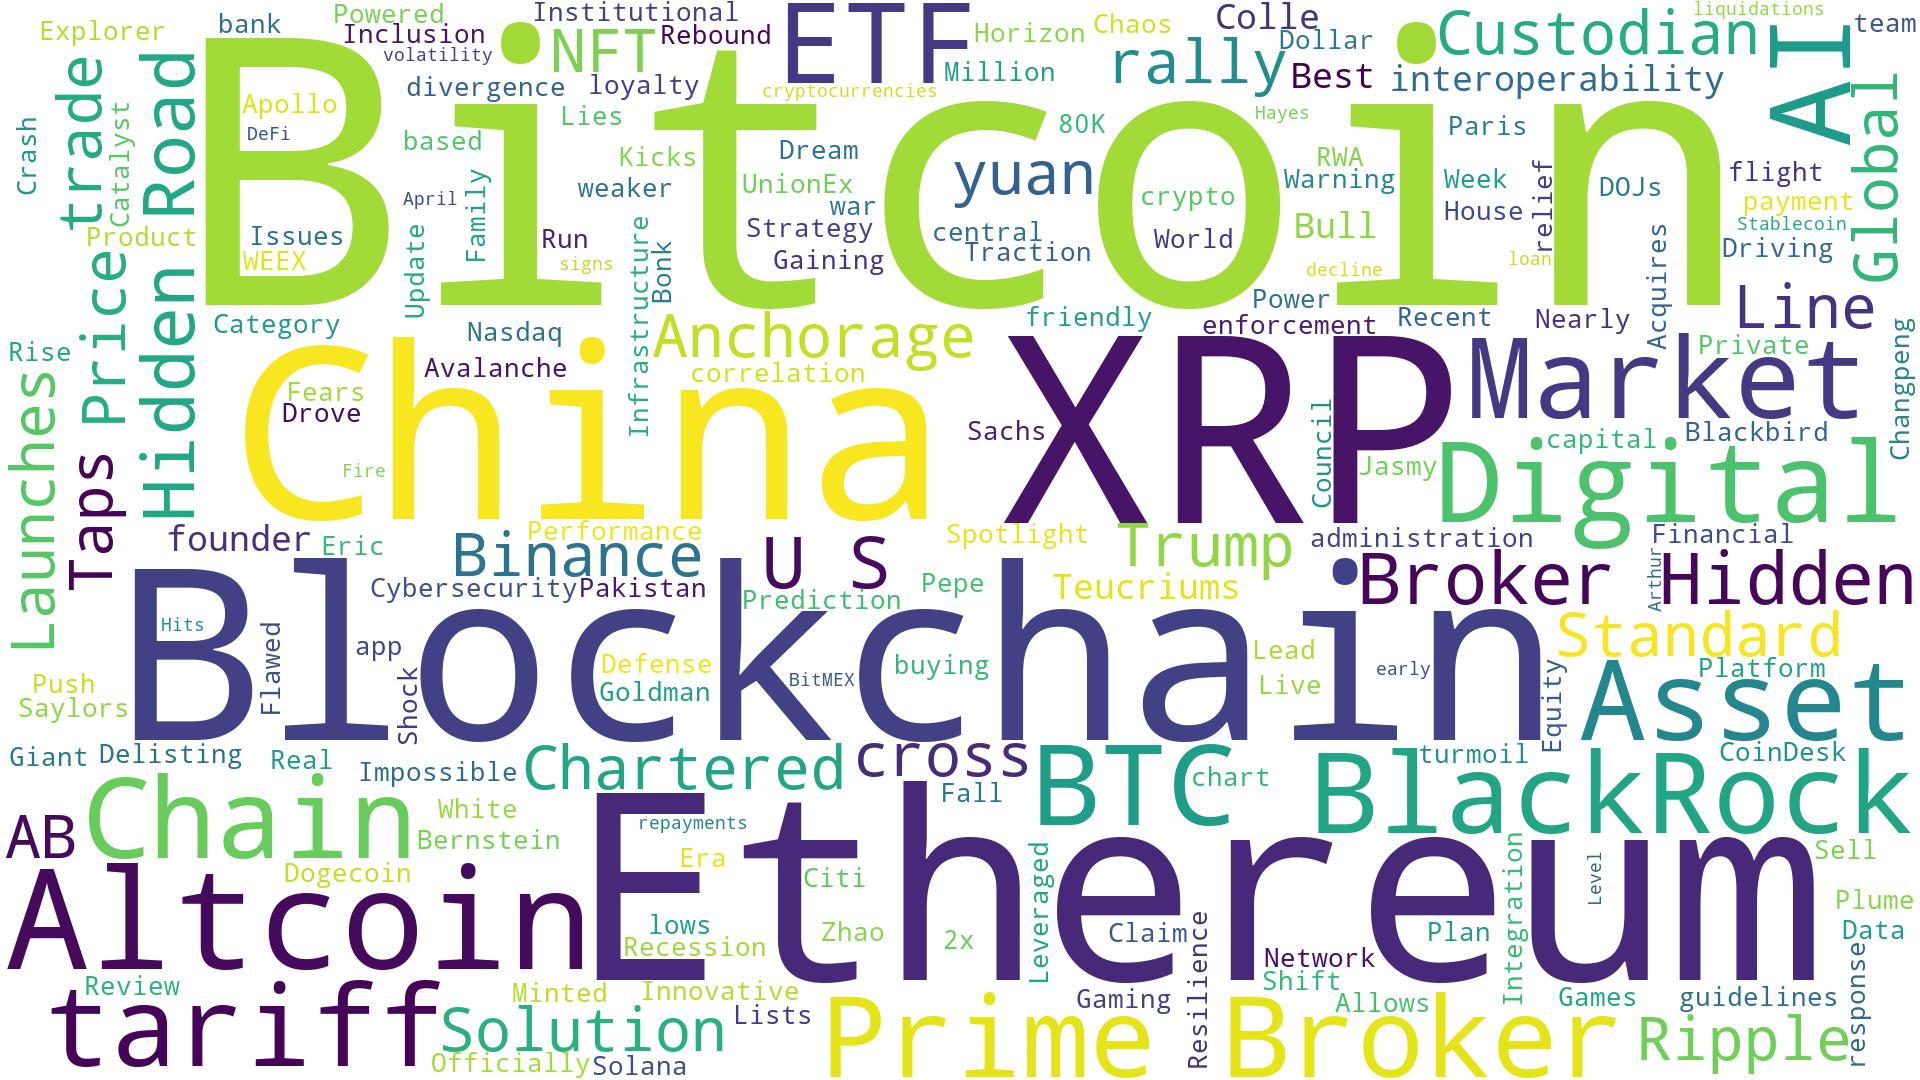 Explorer
bank
Powered
Institutional
ETF
Horizon
Chaos
Colle
Custodian
liquidations
team
Inclusion
Rebound
volatility
NFT
Million
rally
Dollar
Best
interoperability
AI
Global
trade
Hidden Road
Bitcoin
divergence
loyalty
cryptocurrencies
Apollo
DeFi
Lies
80K
Hayes
Paris
Crash
Catalyst
based
Kicks
Dream
yuan
RWA
Warning
Week
relief
DOJs
flight
April
Family
weaker
UnionEx
war
crypto
House
payment
Stablecoin
Product
Issues
WEEX
Update
Run
signs
Infrastructure
Bonk
Strategy
Gaining
central
Traction
World
Bull
decline
loan
Acquires
Driving
Price
Category
Nasdaq
Anchorage
friendly
Power
enforcement
Recent
Nearly
Line
Rise
Launches
China
Avalanche
correlation
XRP
Market
Private
Changpeng
Fears
Drove
Fire
Sachs
Council
Jasmy
capital
Blackbird
Digital
Taps
founder
Eric
Performance
Binance
U S
Spotlight
Trump
administration
Financial
Cybersecurity
Pakistan
Prediction
Pepe
Teucriums
Broker Hidden
Arthur
Blockchain
Hits
Flawed
app
Shock
Defense
Goldman
BitMEX
buying
Lead
Live
early
Equity
Standard
Platform
Asset
Push
Saylors
Giant
Delisting
Real
Impossible
Chartered
cross
BTC
chart
turmoil
BlackRock
CoinDesk
AB
Chain
White
Bernstein
Fall
Ethereum
repayments
Era
Citi
Altcoin
Dogecoin
lows
Recession
Zhao
2x
Leveraged
Claim
Resilience
Network
Shift
Plan
Integration
Level
Sell
Plume
Data
response
Review
tariff
Solution
Minted
Innovative
Lists
Officially
Solana
Prime Broker
Gaming
Allows
Games
guidelines
Ripple